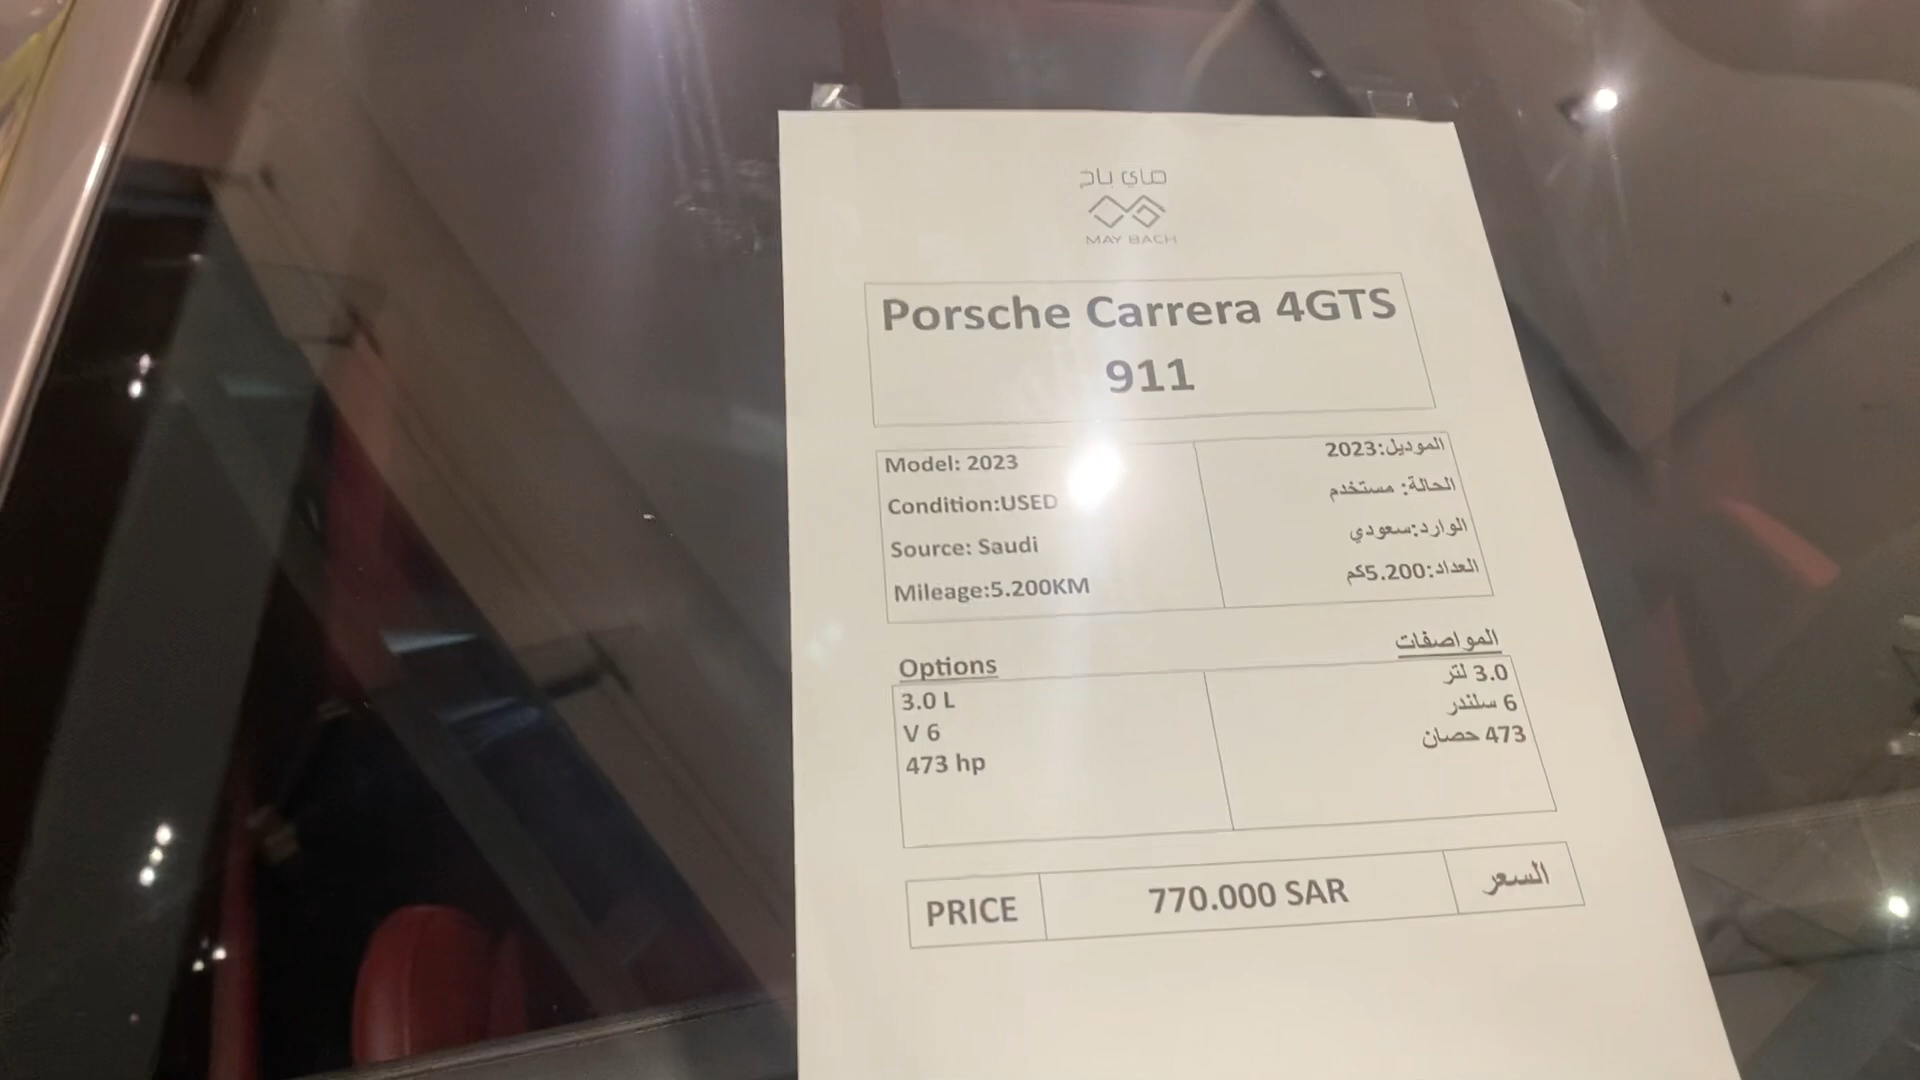 ماي باخ
MAY BACH
Porsche Carrera 4GTS
911
Model: 2023
Condition:USED
Source: Saudi
Mileage:5.200KM
الموديل:2023
الحالة: مستخدم
الوارد:سعودي
العداد:5.200كم
Options
3.0 L
V 6
473 hp
المواصفات
3.0 لتر
6 سلندر
473 حصان
PRICE 770.000 SAR السعر